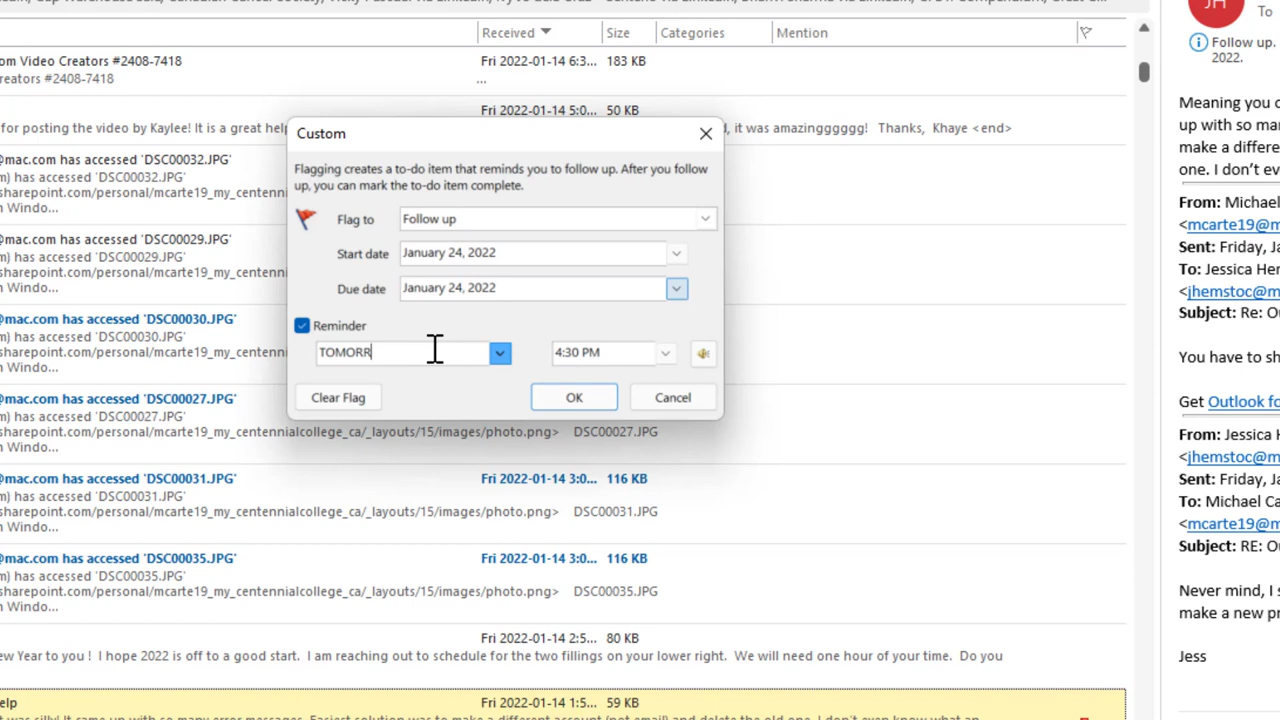 To
Received Size Categories Mention
om Video Creators #2408-7418 Fri 2022-01-14 6:3... 183 KB
reators #2408-7418 ...
Fri 2022-01-14 5:0... 50 KB
for posting the video by Kaylee! It is a great hel , it was amazingggggg! Thanks, Khaye <end>
@mac.com has accessed 'DSC00032.JPG'
m) has accessed 'DSC00032.JPG'
sharepoint.com/personal/mcarte19_my_centennial
n Windo...
@mac.com has accessed 'DSC00029.JPG'
m) has accessed 'DSC00029.JPG'
sharepoint.com/personal/mcarte19_my_centennial
n Windo...
@mac.com has accessed 'DSC00030.JPG'
m) has accessed 'DSC00030.JPG'
sharepoint.com/personal/mcarte19_my_centennial
n Windo...
@mac.com has accessed 'DSC00027.JPG'
m) has accessed 'DSC00027.JPG'
sharepoint.com/personal/mcarte19_my_centennialcollege_ca/_layouts/15/images/photo.png> DSC00027.JPG
n Windo...
@mac.com has accessed 'DSC00031.JPG' Fri 2022-01-14 3:0... 116 KB
m) has accessed 'DSC00031.JPG'
sharepoint.com/personal/mcarte19_my_centennialcollege_ca/_layouts/15/images/photo.png> DSC00031.JPG
n Windo...
@mac.com has accessed 'DSC00035.JPG' Fri 2022-01-14 3:0... 116 KB
m) has accessed 'DSC00035.JPG'
sharepoint.com/personal/mcarte19_my_centennialcollege_ca/_layouts/15/images/photo.png> DSC00035.JPG
n Windo...
Fri 2022-01-14 2:5... 80 KB
ew Year to you ! I hope 2022 is off to a good start. I am reaching out to schedule for the two fillings on your lower right. We will need one hour of your time. Do you
elp Fri 2022-01-14 1:5... 59 KB
Custom
Flagging creates a to-do item that reminds you to follow up. After you follow
up, you can mark the to-do item complete.
Flag to Follow up
Start date January 24, 2022
Due date January 24, 2022
Reminder
TOMORR 4:30 PM
Clear Flag OK Cancel
JH
Follow up.
2022.
Meaning you c
up with so ma
make a differe
one. I don't ev
From: Michael
<mcarte19@m
Sent: Friday, Ja
To: Jessica Her
<jhemstoc@m
Subject: Re: O
You have to sh
Get Outlook fo
From: Jessica H
<jhemstoc@m
Sent: Friday, Ja
To: Michael Ca
<mcarte19@m
Subject: RE: O
Never mind, I s
make a new pr
Jess